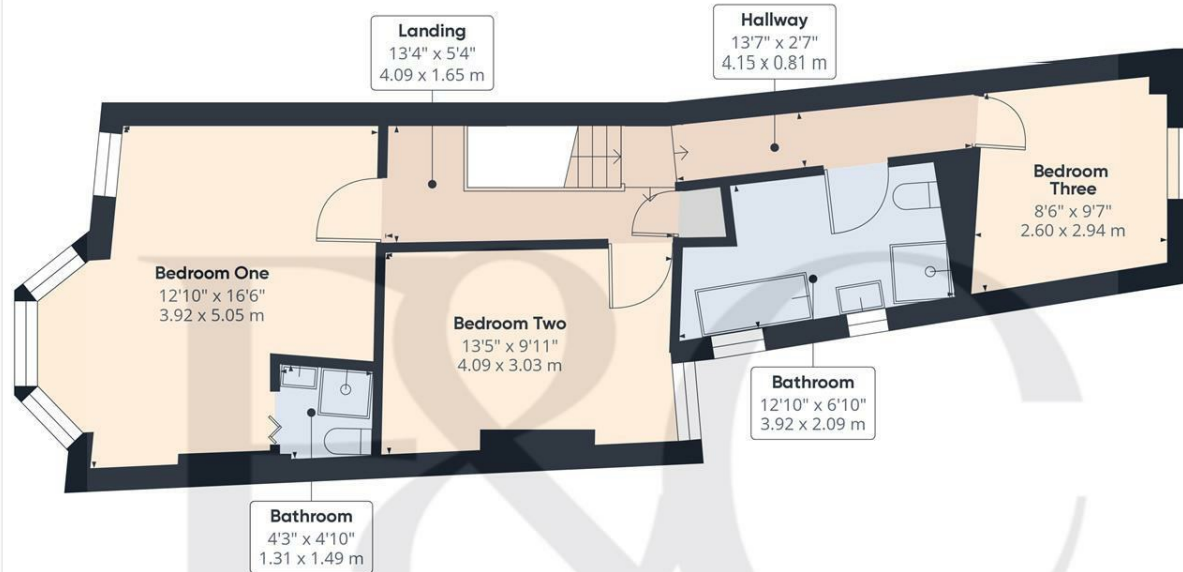 Landing
13'4" x 5'4"
4.09 x 1.65 m
Hallway
13'7" x 2'7"
4.15 x 0.81 m
Bedroom
Three
8'6" x 9'7"
2.60 x 2.94 m
Bedroom One
12'10" x 16'6"
3.92 x 5.05 m
Bedroom Two
13'5" x 9'11"
4.09 x 3.03 m
Bathroom
12'10" x 6'10"
3.92 x 2.09 m
Bathroom
4'3" x 4'10"
1.31 x 1.49 m
F&C